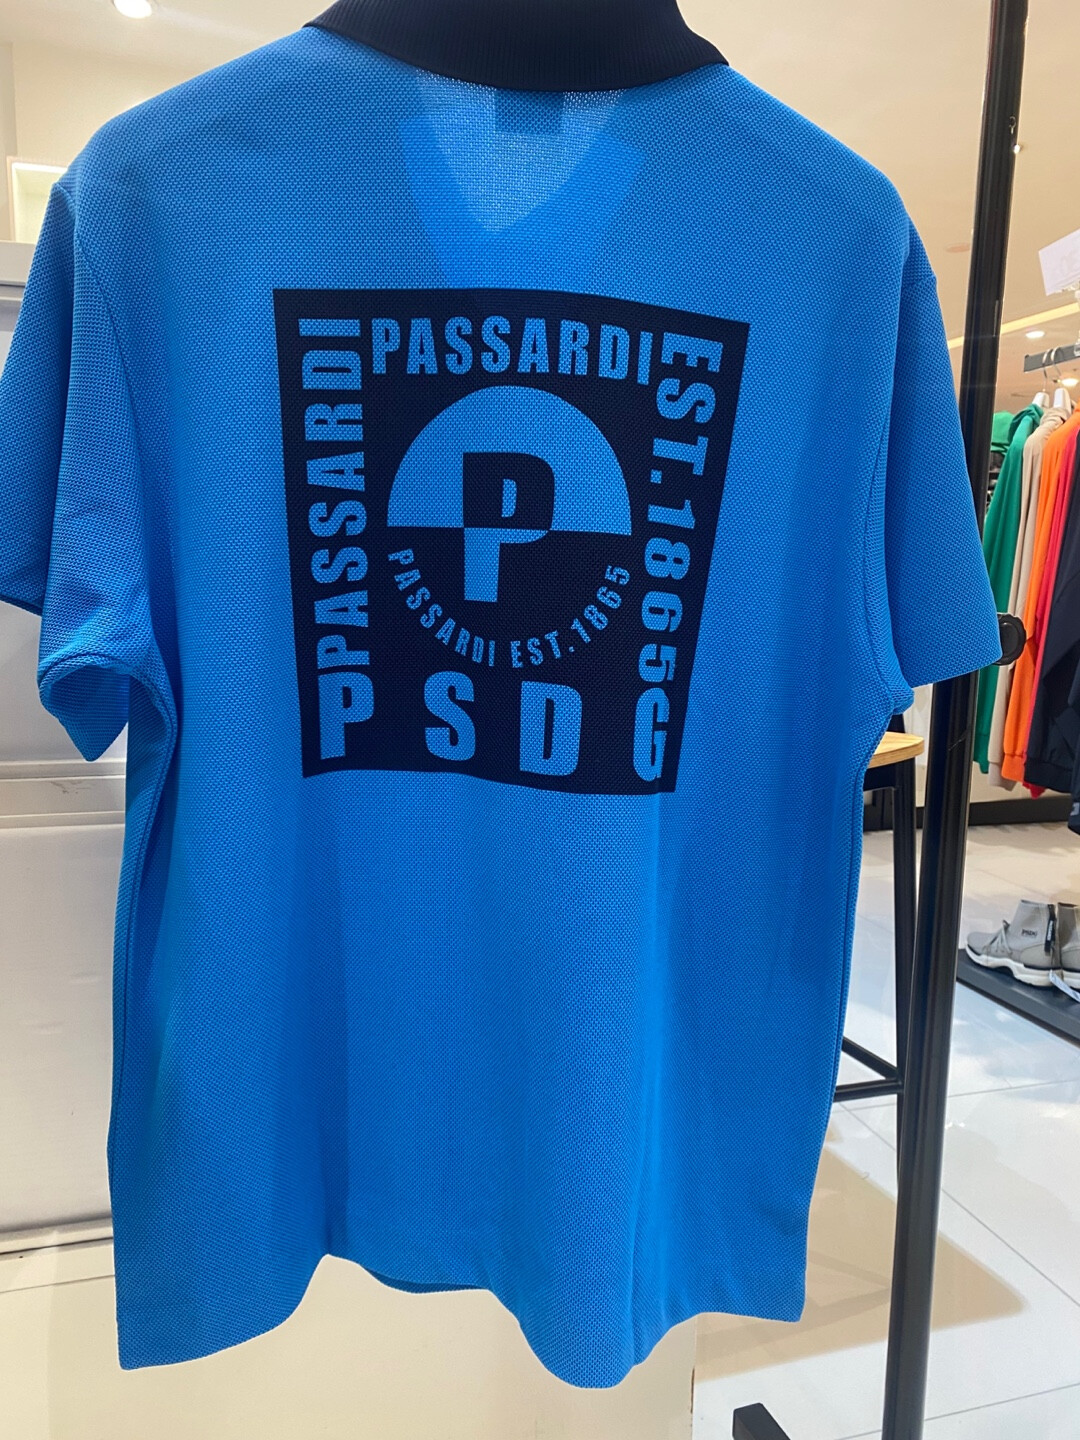 PASSARDI
PASSARDI
EST.1865
P
D
PASSARDI EST.1865
P S D G